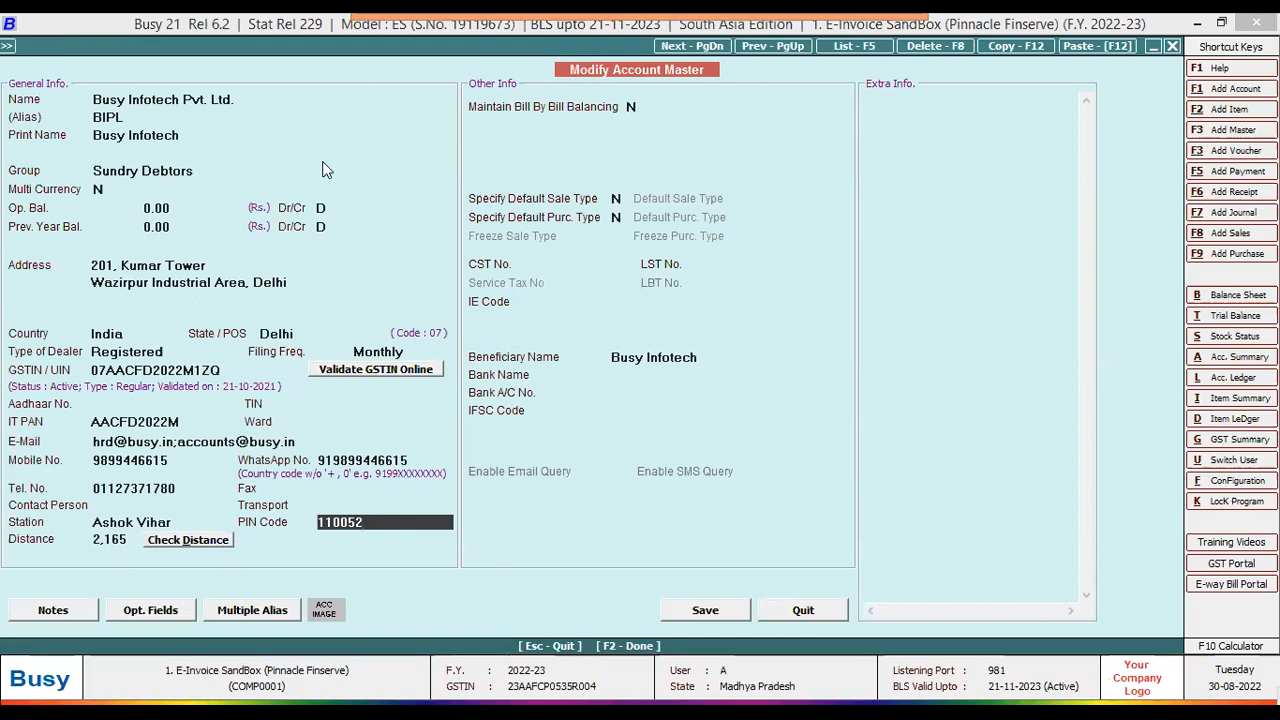 B Busy 21 Rel 6.2 | Stat Rel 229 | Model : ES (S.No. 19119673) | BLS upto 21-11-2023 | South Asia Edition | 1. E-Invoice SandBox (Pinnacle Finserve) (F.Y. 2022-23)
>> Next - PgDn Prev - PgUp List - F5 Delete - F8 Copy - F12 Paste - [F12]
Modify Account Master
General Info.
Name Busy Infotech Pvt. Ltd.
(Alias) BIPL
Print Name Busy Infotech
Group Sundry Debtors
Multi Currency N
Op. Bal. 0.00 (Rs.) Dr/Cr D
Prev. Year Bal. 0.00 (Rs.) Dr/Cr D
Address 201, Kumar Tower
Wazirpur Industrial Area, Delhi
Country India State / POS Delhi ( Code : 07 )
Type of Dealer Registered Filing Freq. Monthly
GSTIN / UIN 07AACFD2022M1ZQ Validate GSTIN Online
(Status : Active; Type : Regular; Validated on : 21-10-2021 )
Aadhaar No. TIN
IT PAN AACFD2022M Ward
E-Mail hrd@busy.in;accounts@busy.in
Mobile No. 9899446615 WhatsApp No. 919899446615
(Country code w/o '+ , 0' e.g. 9199XXXXXXXX)
Tel. No. 01127371780 Fax
Contact Person Transport
Station Ashok Vihar PIN Code 110052
Distance 2,165 Check Distance
Notes Opt. Fields Multiple Alias ACC
IMAGE
Other Info
Maintain Bill By Bill Balancing N
Specify Default Sale Type N Default Sale Type
Specify Default Purc. Type N Default Purc. Type
Freeze Sale Type Freeze Purc. Type
CST No. LST No.
Service Tax No LBT No.
IE Code
Beneficiary Name Busy Infotech
Bank Name
Bank A/C No.
IFSC Code
Enable Email Query Enable SMS Query
Save Quit
Extra Info.
[ Esc - Quit ] [ F2 - Done ]
Shortcut Keys
F1 Help
F1 Add Account
F2 Add Item
F3 Add Master
F3 Add Voucher
F5 Add Payment
F6 Add Receipt
F7 Add Journal
F8 Add Sales
F9 Add Purchase
B Balance Sheet
T Trial Balance
S Stock Status
A Acc. Summary
L Acc. Ledger
I Item Summary
D Item LeDger
G GST Summary
U Switch User
F ConFiguration
K LocK Program
Training Videos
GST Portal
E-way Bill Portal
F10 Calculator
Busy
1. E-Invoice SandBox (Pinnacle Finserve)
(COMP0001)
F.Y. : 2022-23
GSTIN : 23AAFCP0535R004
User : A
State : Madhya Pradesh
Listening Port : 981
BLS Valid Upto : 21-11-2023 (Active)
Your
Company
Logo
Tuesday
30-08-2022